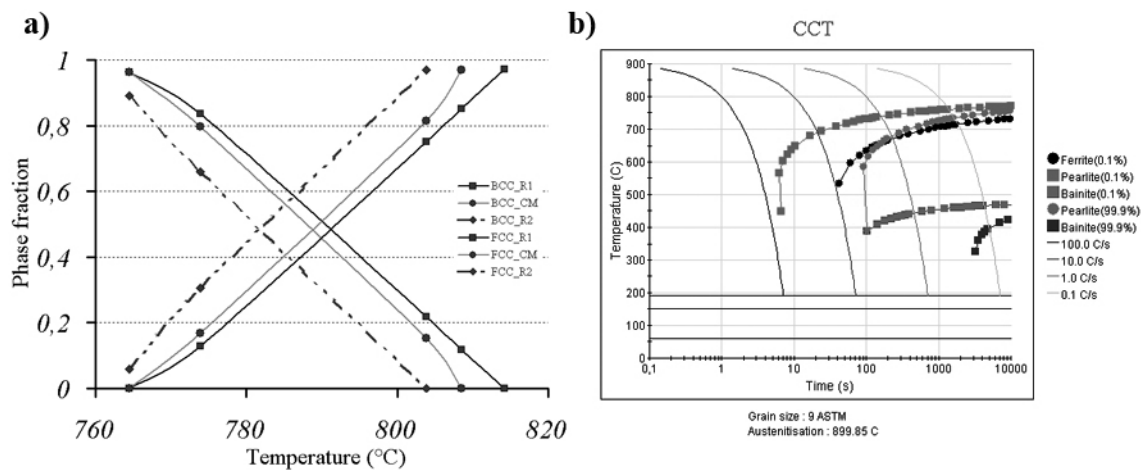 a)
Phase fraction
1
0,8
0,6
0,4
0,2
0
760
780
800
820
Temperature (°C)
BCC_R1
BCC_CM
BCC_R2
FCC_R1
FCC_CM
FCC_R2
b)
CCT
Temperature (C)
900
800
700
600
500
400
300
200
100
0
0,1
1
10
100
1000
10000
Time (s)
Ferrite(0.1%)
Pearlite(0.1%)
Bainite(0.1%)
Pearlite(99.9%)
Bainite(99.9%)
100.0 C/s
10.0 C/s
1.0 C/s
0.1 C/s
Grain size : 9 ASTM
Austenitisation : 899.85 C